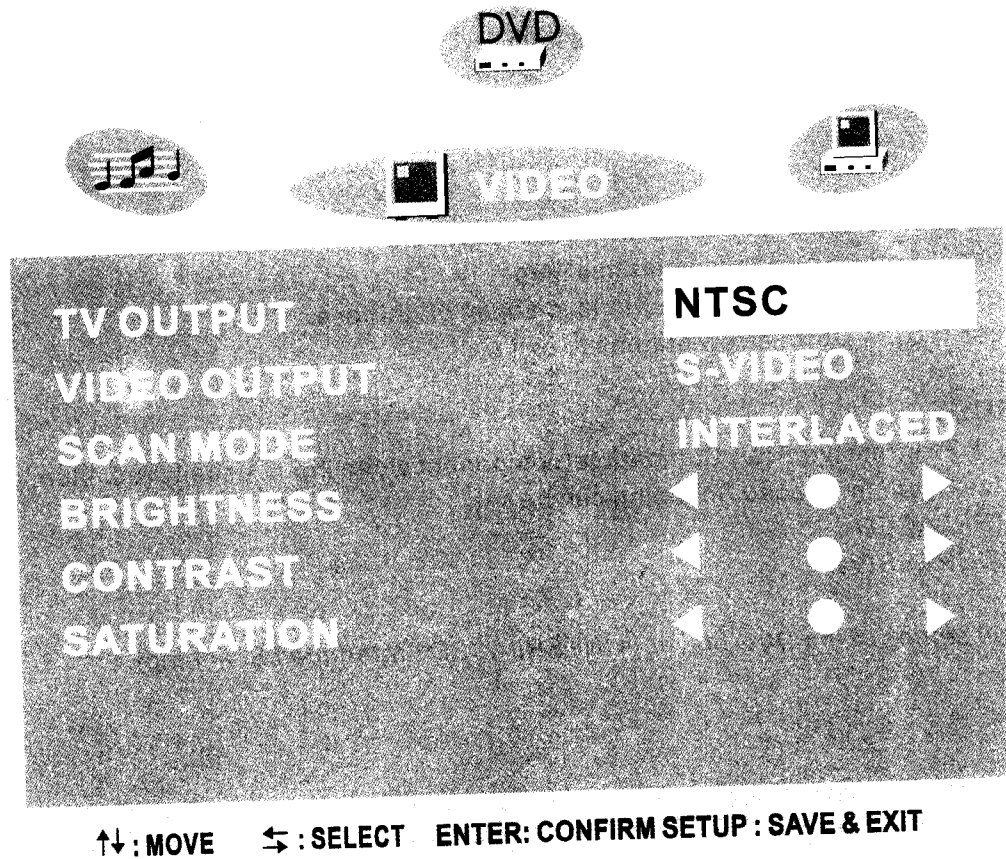 DVD
VIDEO
TV OUTPUT NTSC
VIDEO OUTPUT S-VIDEO
SCAN MODE INTERLACED
BRIGHTNESS
CONTRAST
SATURATION
↑↓ : MOVE ⇆ : SELECT ENTER: CONFIRM SETUP : SAVE & EXIT